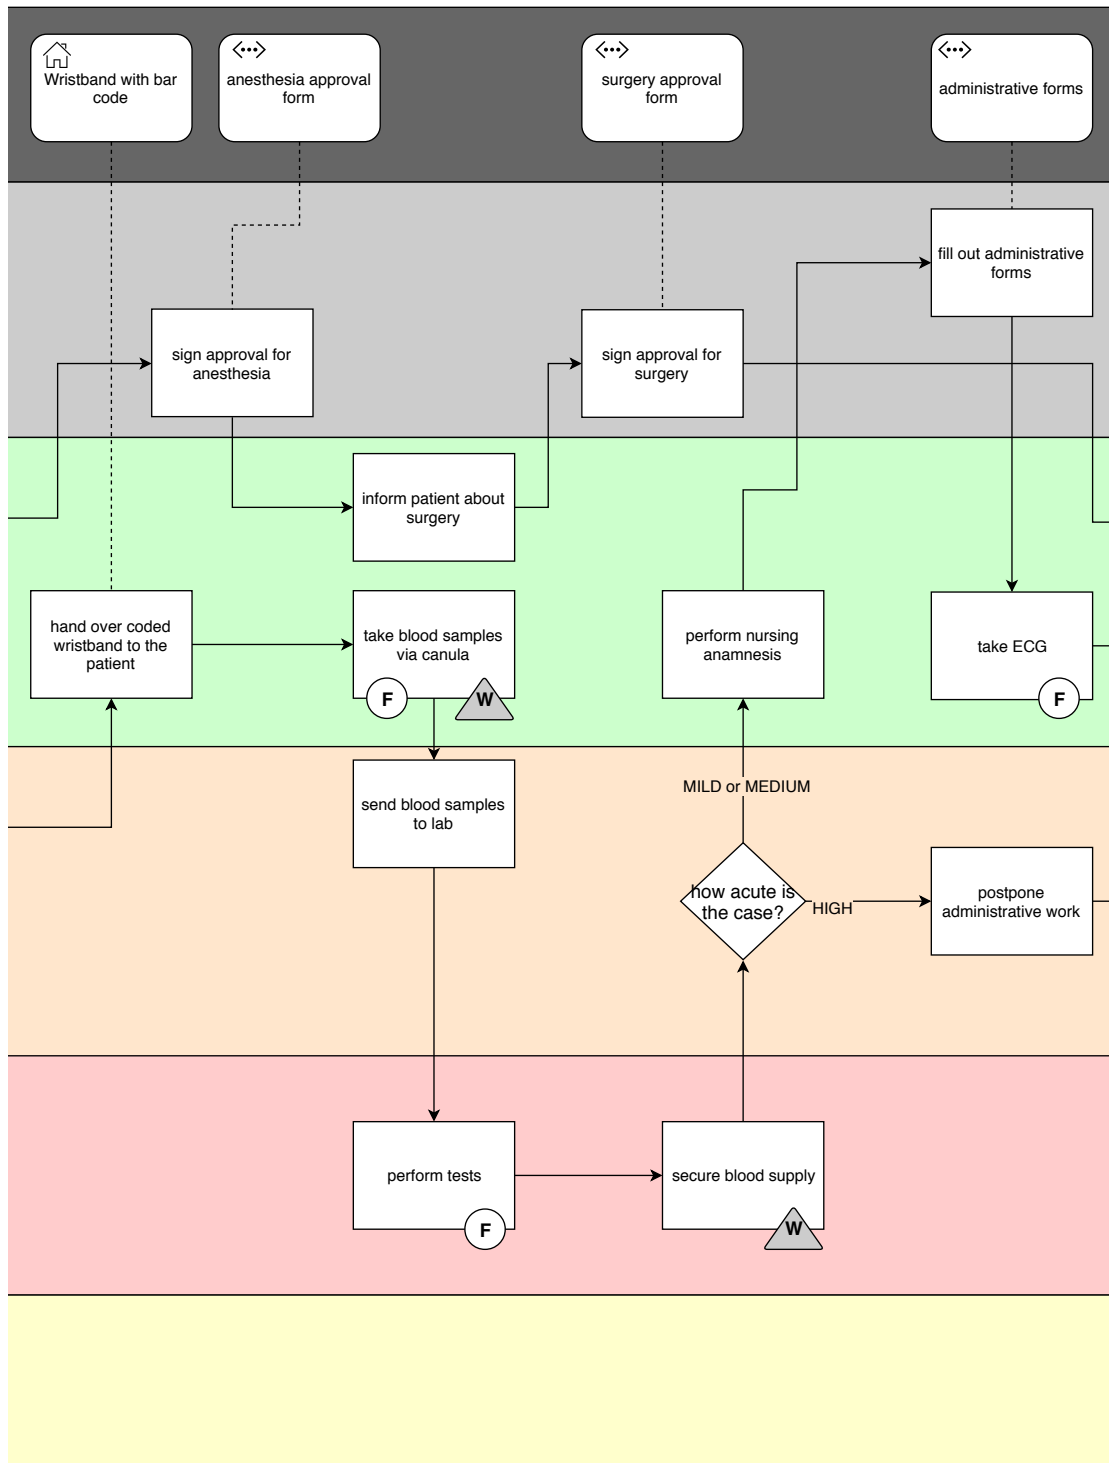 Wristband with bar
code
anesthesia approval
form
surgery approval
form
administrative forms
fill out administrative
forms
sign approval for
anesthesia
sign approval for
surgery
inform patient about
surgery
hand over coded
wristband to the
patient
take blood samples
via canula
F
W
perform nursing
anamnesis
take ECG
F
send blood samples
to lab
MILD or MEDIUM
how acute is
the case?
HIGH
postpone
administrative work
perform tests
F
secure blood supply
W